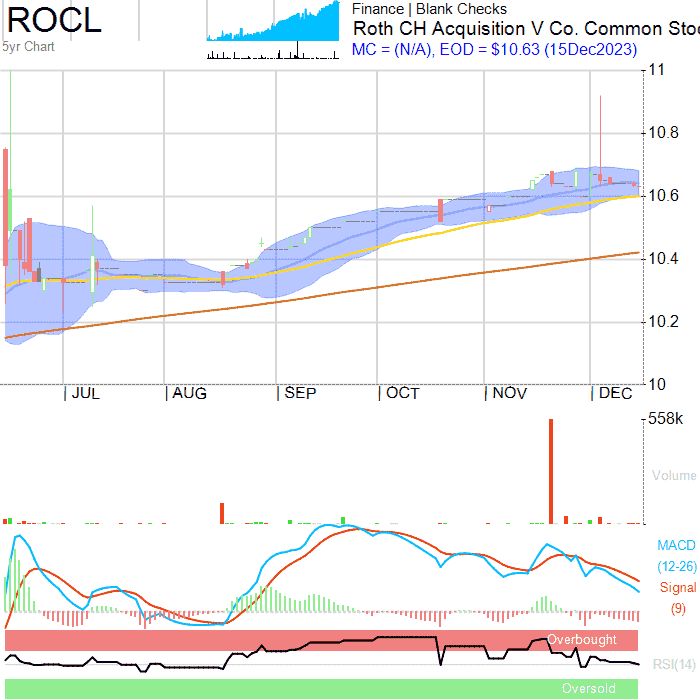 ROCL
5yr Chart
Finance | Blank Checks
Roth CH Acquisition V Co. Common Stoc
MC = (N/A), EOD = $10.63 (15Dec2023)
11
10.8
10.6
10.4
10.2
10
JUL
AUG
SEP
OCT
NOV
DEC
558k
Volume
MACD
(12-26)
Signal
(9)
Overbought
RSI(14)
Oversold